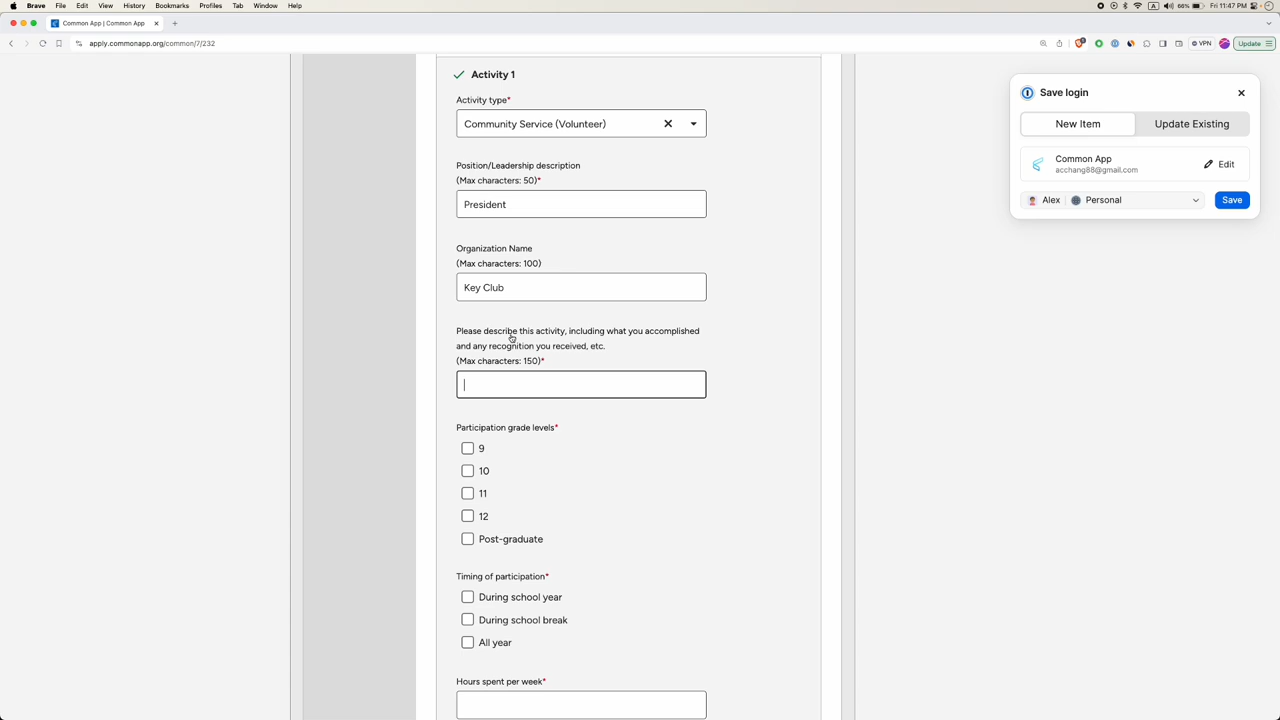 Brave File Edit View History Bookmarks Profiles Tab Window Help
A 66% Fri 11:47 PM
Common App | Common App
apply.commonapp.org/common/7/232
VPN Update
Activity 1
Activity type*
Community Service (Volunteer)
Position/Leadership description
(Max characters: 50)*
President
Organization Name
(Max characters: 100)
Key Club
Please describe this activity, including what you accomplished
and any recognition you received, etc.
(Max characters: 150)*
Participation grade levels*
9
10
11
12
Post-graduate
Timing of participation*
During school year
During school break
All year
Hours spent per week*
Save login
New Item Update Existing
Common App
acchang88@gmail.com
Edit
Alex Personal
Save